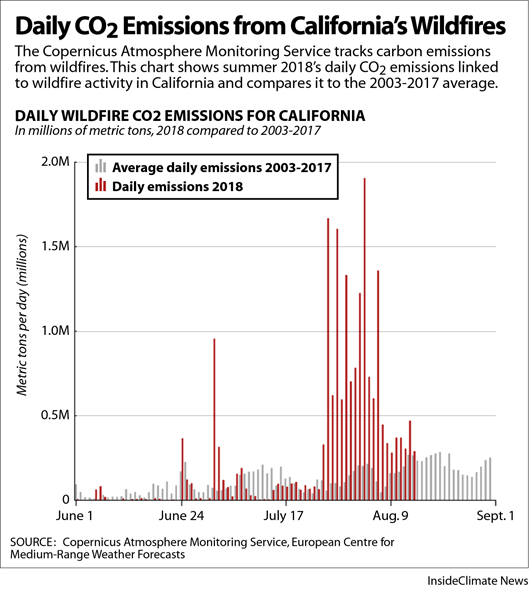 Daily CO2 Emissions from California's Wildfires
The Copernicus Atmosphere Monitoring Service tracks carbon emissions
from wildfires. This chart shows summer 2018's daily CO2 emissions linked
to wildfire activity in California and compares it to the 2003-2017 average.
DAILY WILDFIRE CO2 EMISSIONS FOR CALIFORNIA
In millions of metric tons, 2018 compared to 2003-2017
2.0M
Average daily emissions 2003-2017
Daily emissions 2018
1.5M
Metric tons per day (millions)
1.0M
0.5M
0
June 1
June 24
July 17
Aug. 9
Sept. 1
SOURCE: Copernicus Atmosphere Monitoring Service, European Centre for
Medium-Range Weather Forecasts
InsideClimate News